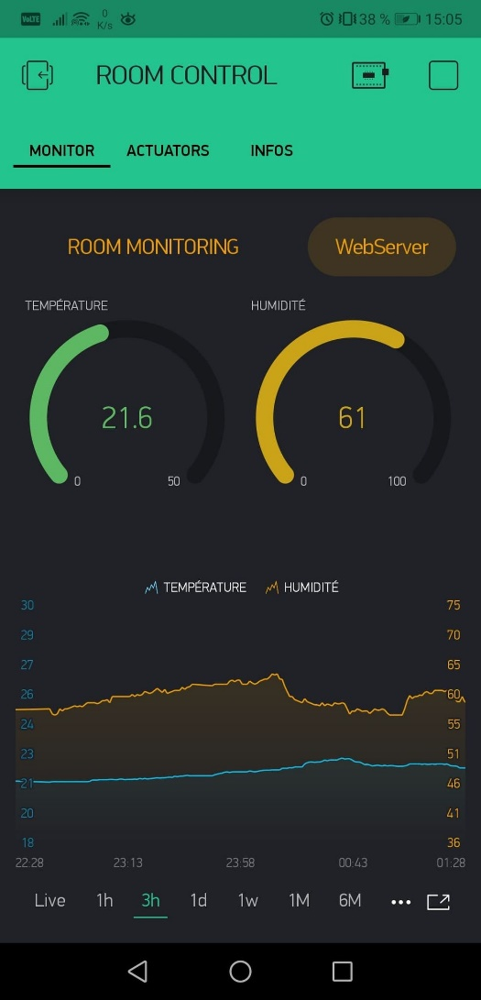 VoLTE 0 K/s 38 % 15:05
ROOM CONTROL
MONITOR ACTUATORS INFOS
ROOM MONITORING WebServer
TEMPÉRATURE HUMIDITÉ
21.6 61
0 50 0 100
TEMPÉRATURE HUMIDITÉ
30 75
29 70
27 65
26 60
24 55
23 51
21 46
20 41
18 36
22:28 23:13 23:58 00:43 01:28
Live 1h 3h 1d 1w 1M 6M